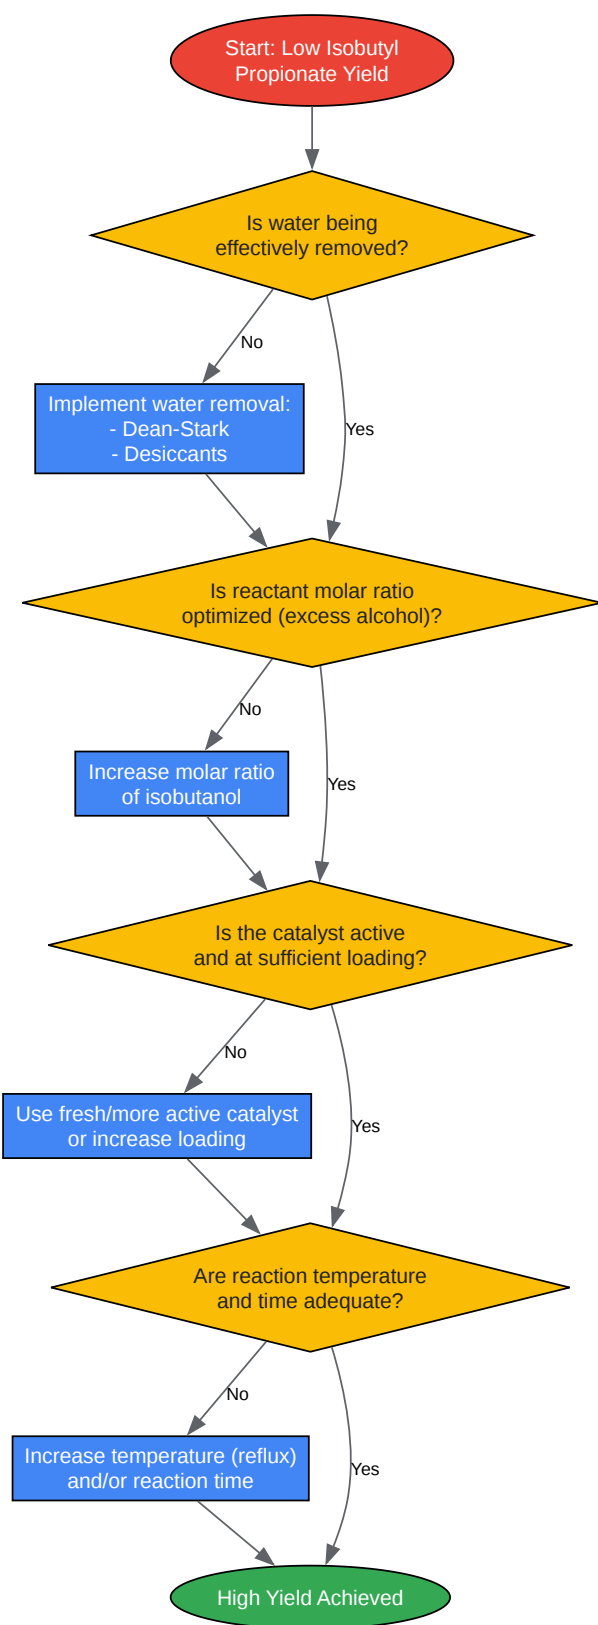 Start: Low Isobutyl
Propionate Yield
Is water being
effectively removed?
No
Implement water removal:
- Dean-Stark
- Desiccants
Yes
Is reactant molar ratio
optimized (excess alcohol)?
No
Increase molar ratio
of isobutanol
Yes
Is the catalyst active
and at sufficient loading?
No
Use fresh/more active catalyst
or increase loading
Yes
Are reaction temperature
and time adequate?
No
Increase temperature (reflux)
and/or reaction time
Yes
High Yield Achieved